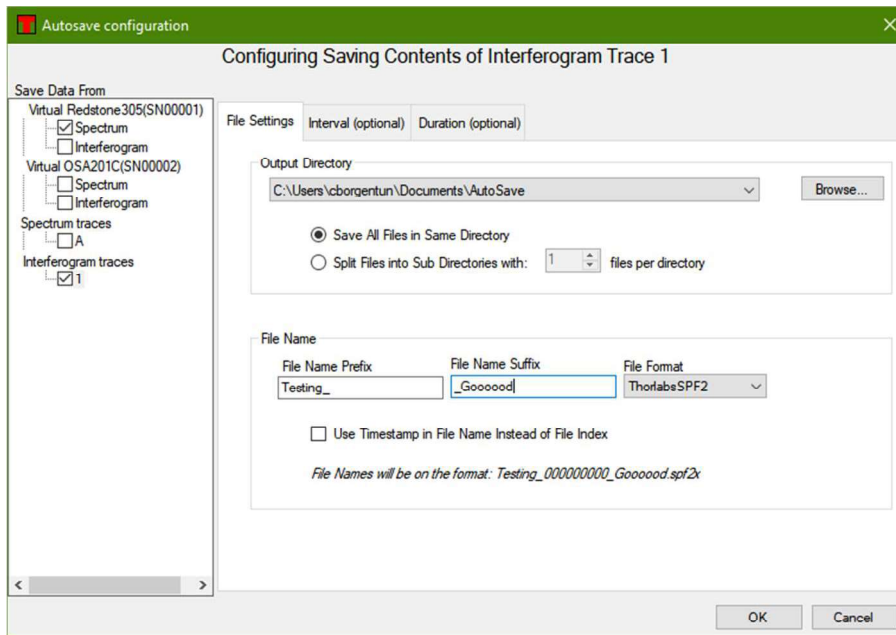 Autosave configuration
Configuring Saving Contents of Interferogram Trace 1
Save Data From
Virtual Redstone305(SN00001)
Spectrum
Interferogram
Virtual OSA201C(SN00002)
Spectrum
Interferogram
Spectrum traces
A
Interferogram traces
1
File Settings Interval (optional) Duration (optional)
Output Directory
C:\Users\cborgentun\Documents\AutoSave Browse...
Save All Files in Same Directory
Split Files into Sub Directories with: 1 files per directory
File Name
File Name Prefix File Name Suffix File Format
Testing_ _Goooood ThorlabsSPF2
Use Timestamp in File Name Instead of File Index
File Names will be on the format: Testing_000000000_Goooood.spf2x
OK Cancel